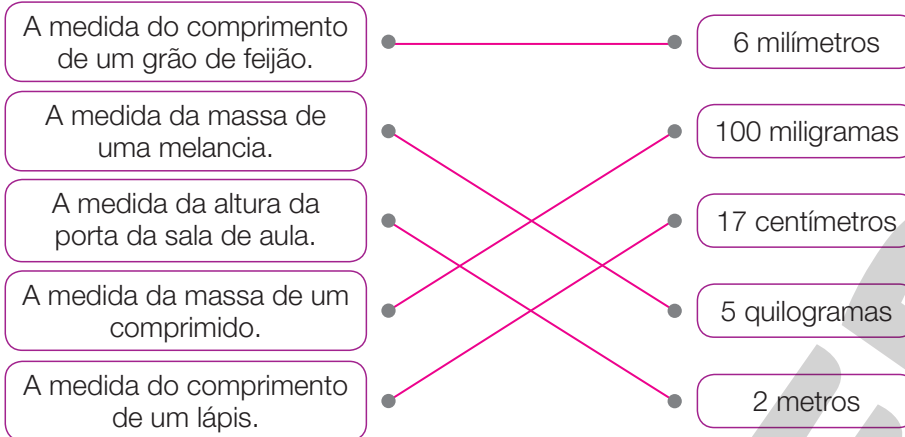 A medida do comprimento
de um grão de feijão.
6 milímetros
A medida da massa de
uma melancia.
100 miligramas
A medida da altura da
porta da sala de aula.
17 centímetros
A medida da massa de um
comprimido.
5 quilogramas
A medida do comprimento
de um lápis.
2 metros